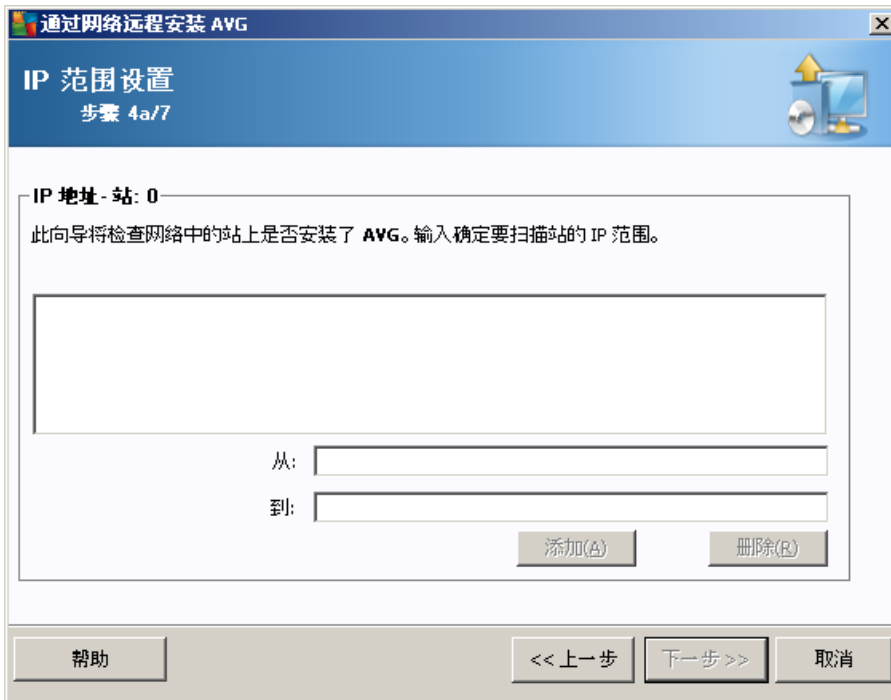 通过网络远程安装 AVG
IP 范围设置
步骤 4a/7
IP 地址 - 站: 0
此向导将检查网络中的站上是否安装了 AVG。输入确定要扫描站的 IP 范围。
从:
到:
添加(A)
删除(R)
帮助
<< 上一步
下一步 >>
取消